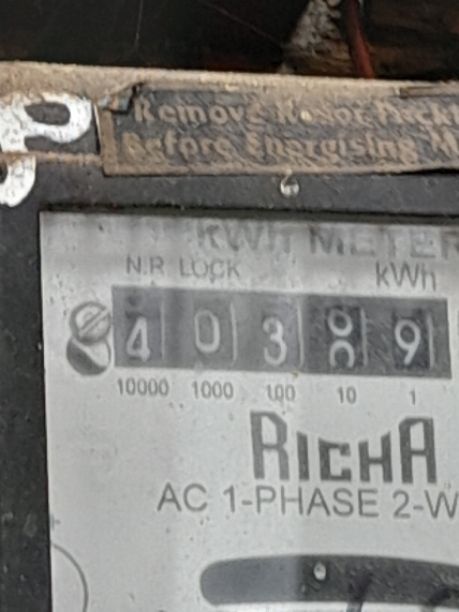 Remove Rotor
Before Energising M
KWH METER
N.R LOCK kWh
4 0 3 8 9
10000 1000 100 10 1
RICHA
AC 1-PHASE 2-W